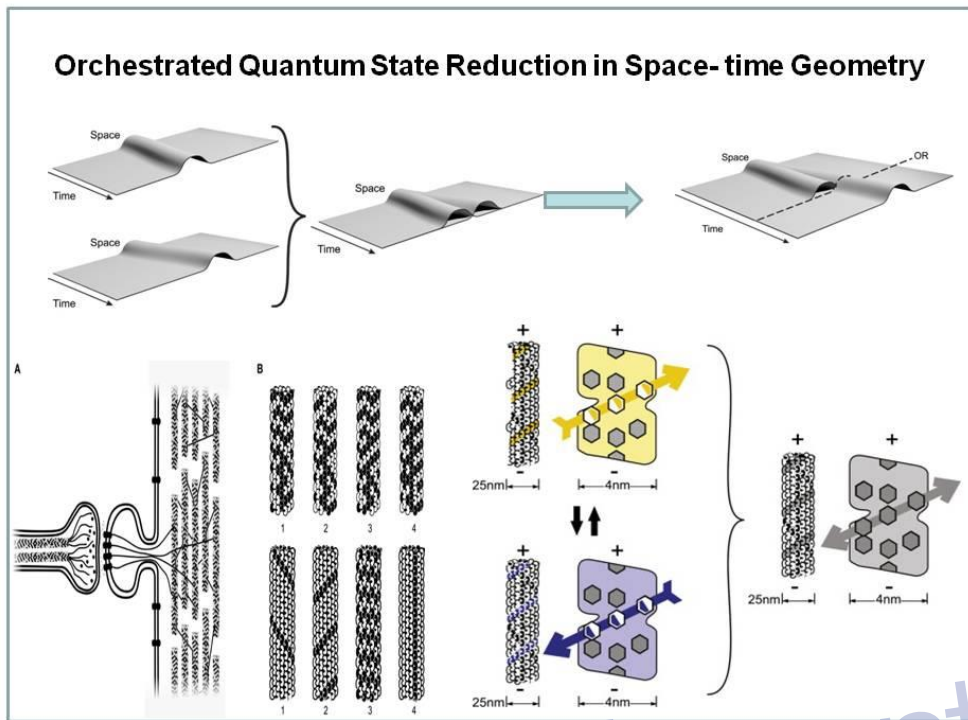 Orchestrated Quantum State Reduction in Space- time Geometry
Space
Time
Space
Time
Space
Time
Space
OR
Time
A
B
1 2 3 4
1 2 3 4
+ +
- -
25nm 4nm
+ +
- -
25nm 4nm
+ +
- -
25nm 4nm